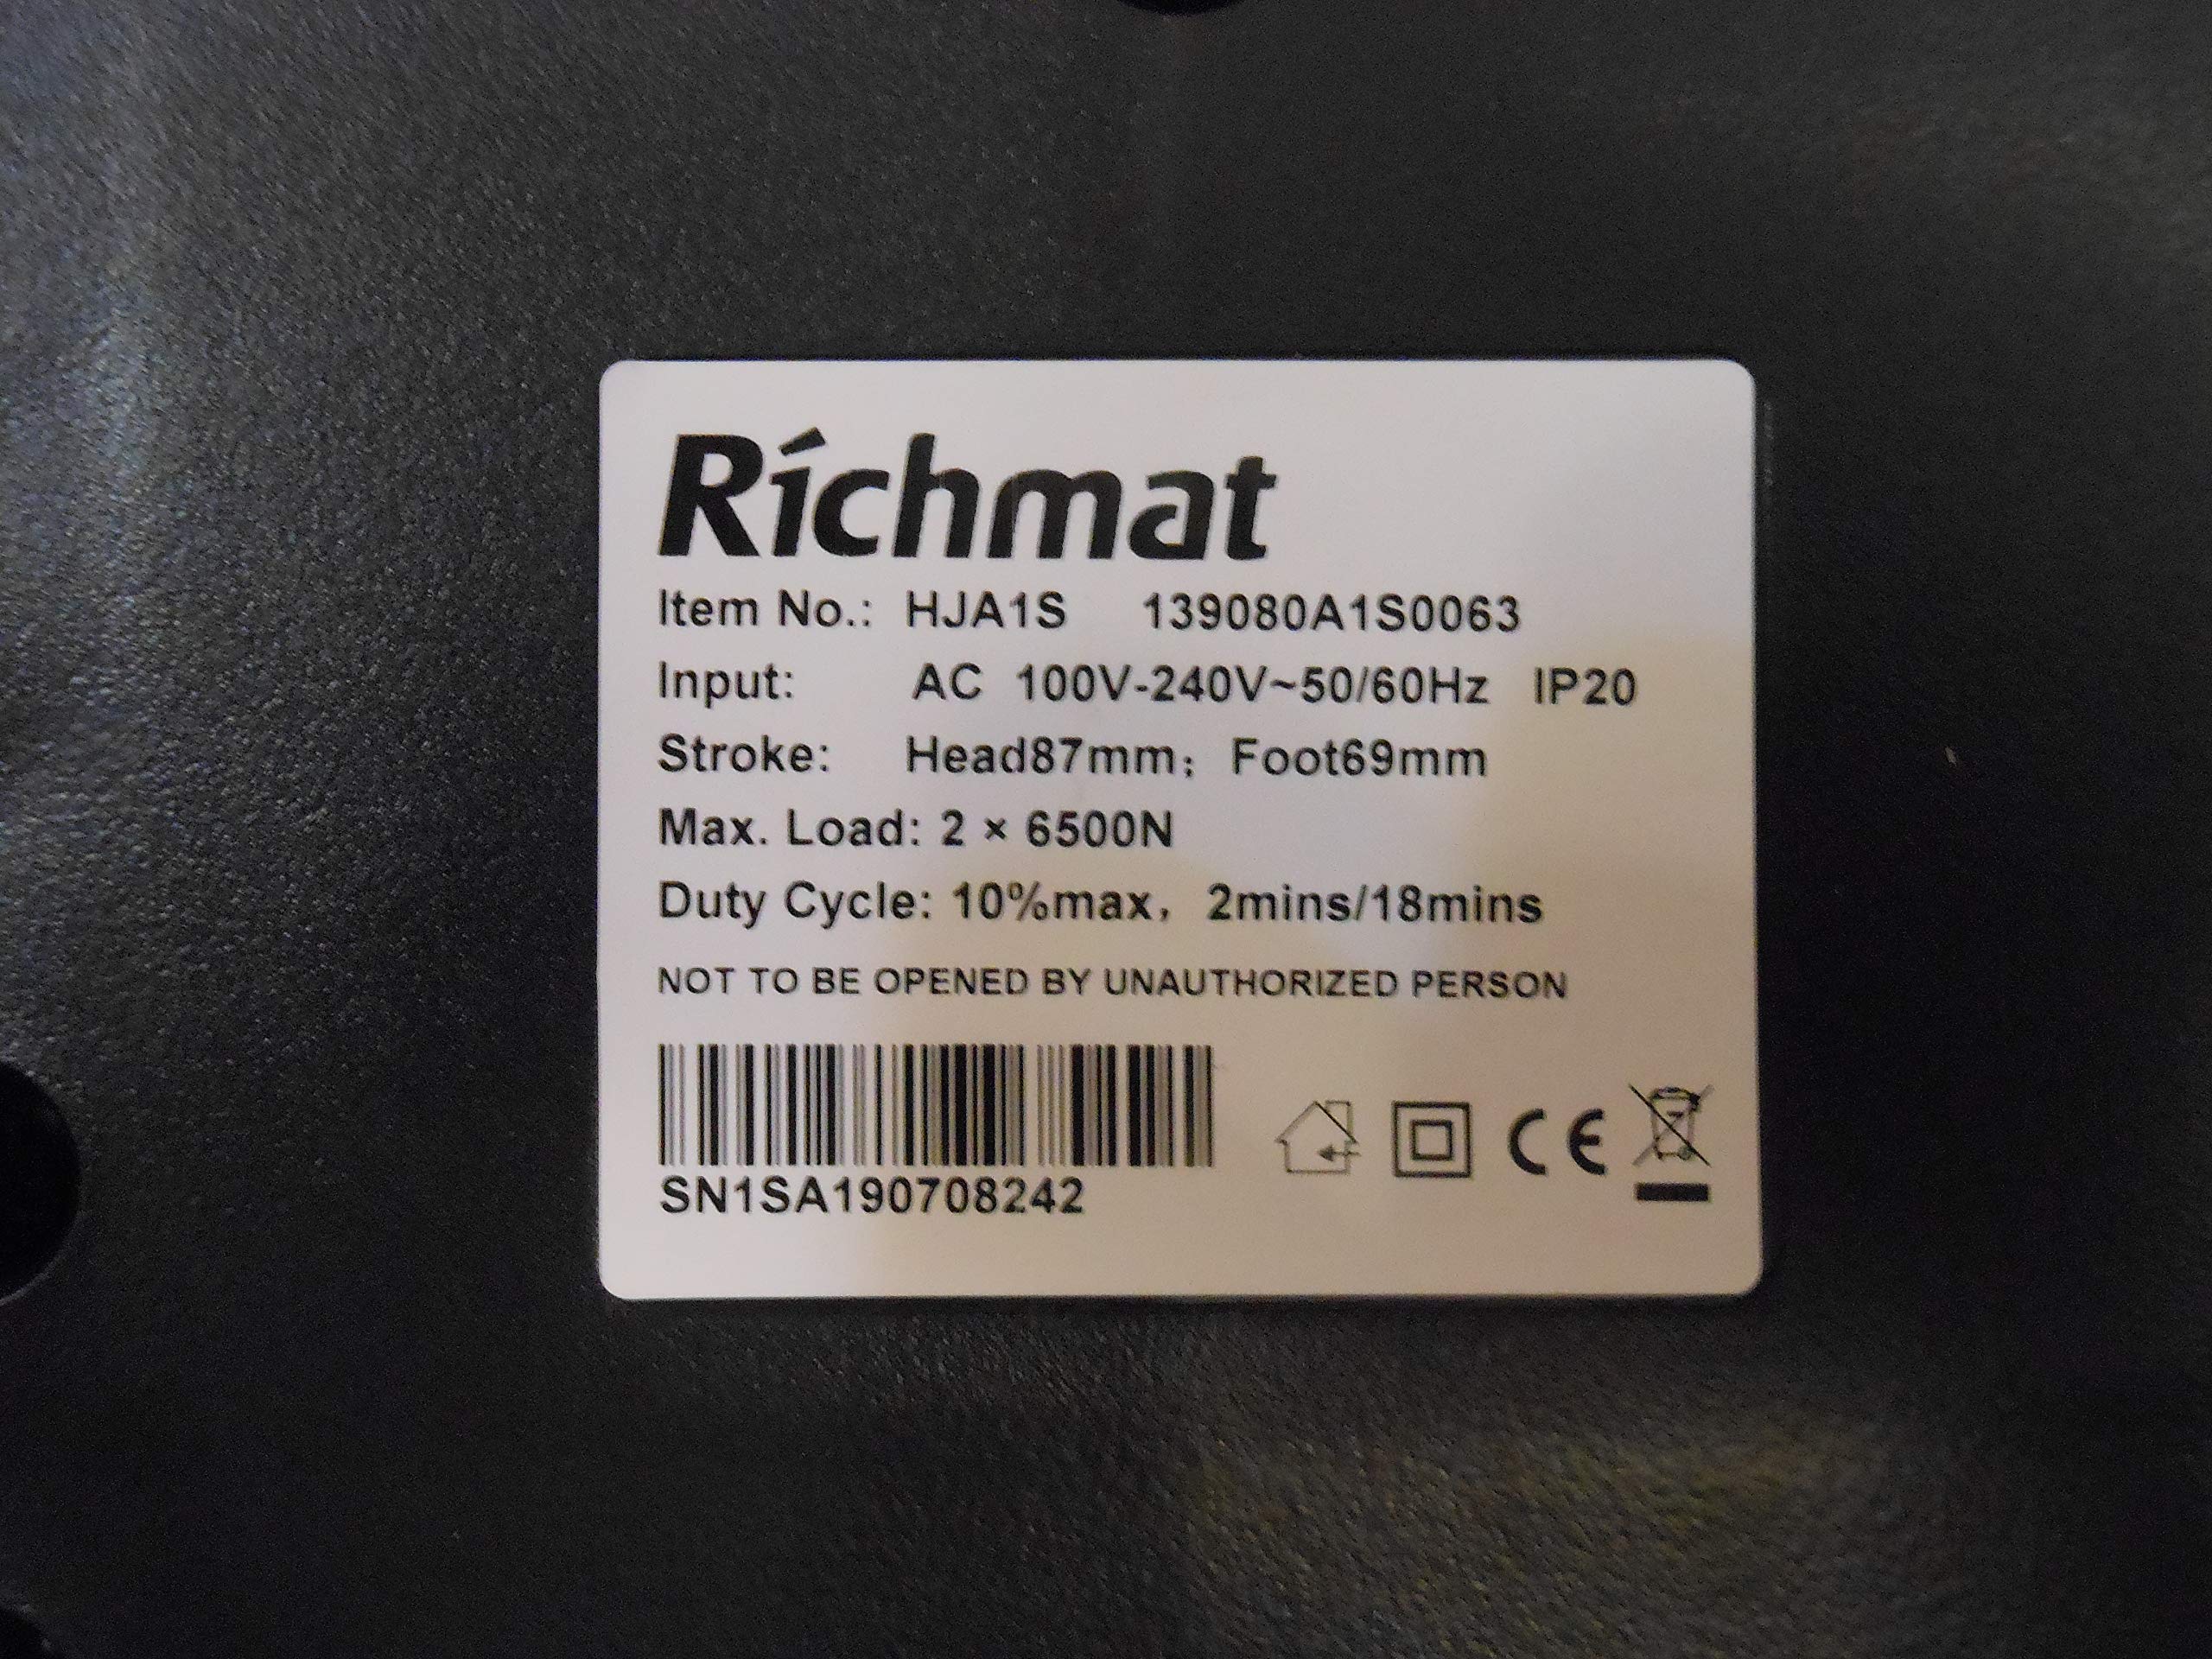 Richmat
Item No.: HJA1S 139080A1S0063
Input: AC 100V-240V~50/60Hz IP20
Stroke: Head87mm; Foot69mm
Max. Load: 2 × 6500N
Duty Cycle: 10%max, 2mins/18mins
NOT TO BE OPENED BY UNAUTHORIZED PERSON
CE
SN1SA190708242